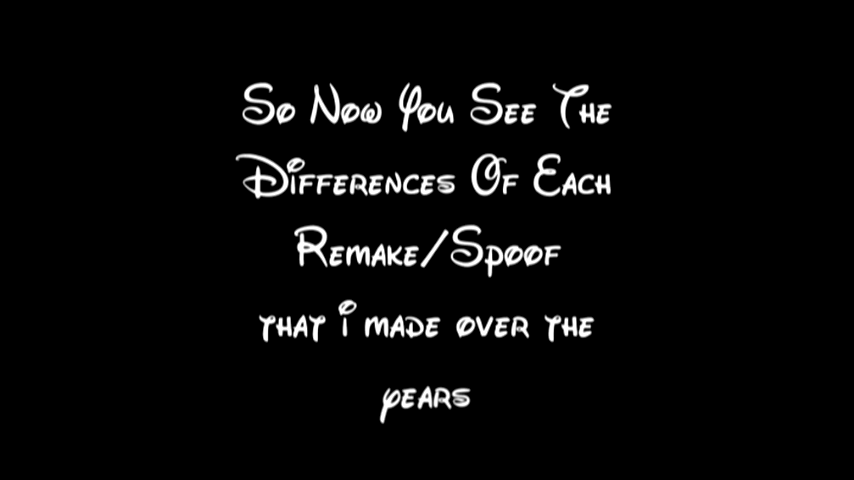 So Now You See The
Differences Of Each
Remake/Spoof
that i made over the
years